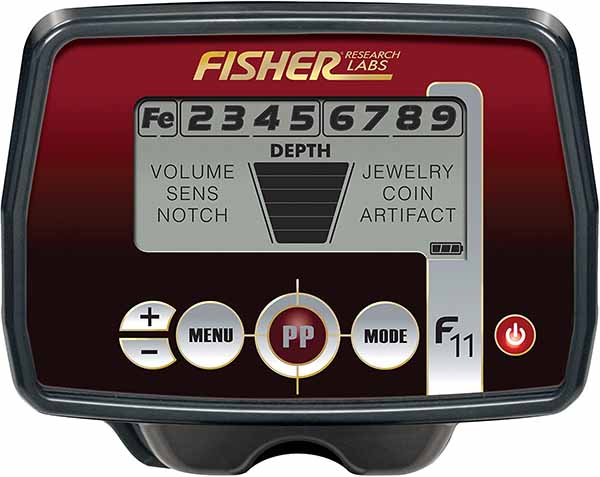 FISHER RESEARCH LABS
Fe 2 3 4 5 6 7 8 9
DEPTH
VOLUME
SENS
NOTCH
JEWELRY
COIN
ARTIFACT
+
−
MENU
PP
MODE
F11